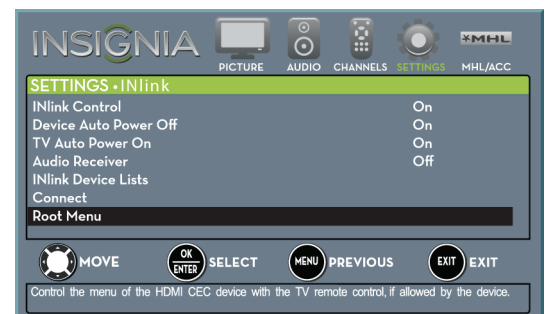 INSIGNIA
PICTURE AUDIO CHANNELS SETTINGS MHL MHL/ACC
SETTINGS • INlink
INlink Control On
Device Auto Power Off On
TV Auto Power On On
Audio Receiver Off
INlink Device Lists
Connect
Root Menu
MOVE OK ENTER SELECT MENU PREVIOUS EXIT EXIT
Control the menu of the HDMI CEC device with the TV remote control, if allowed by the device.